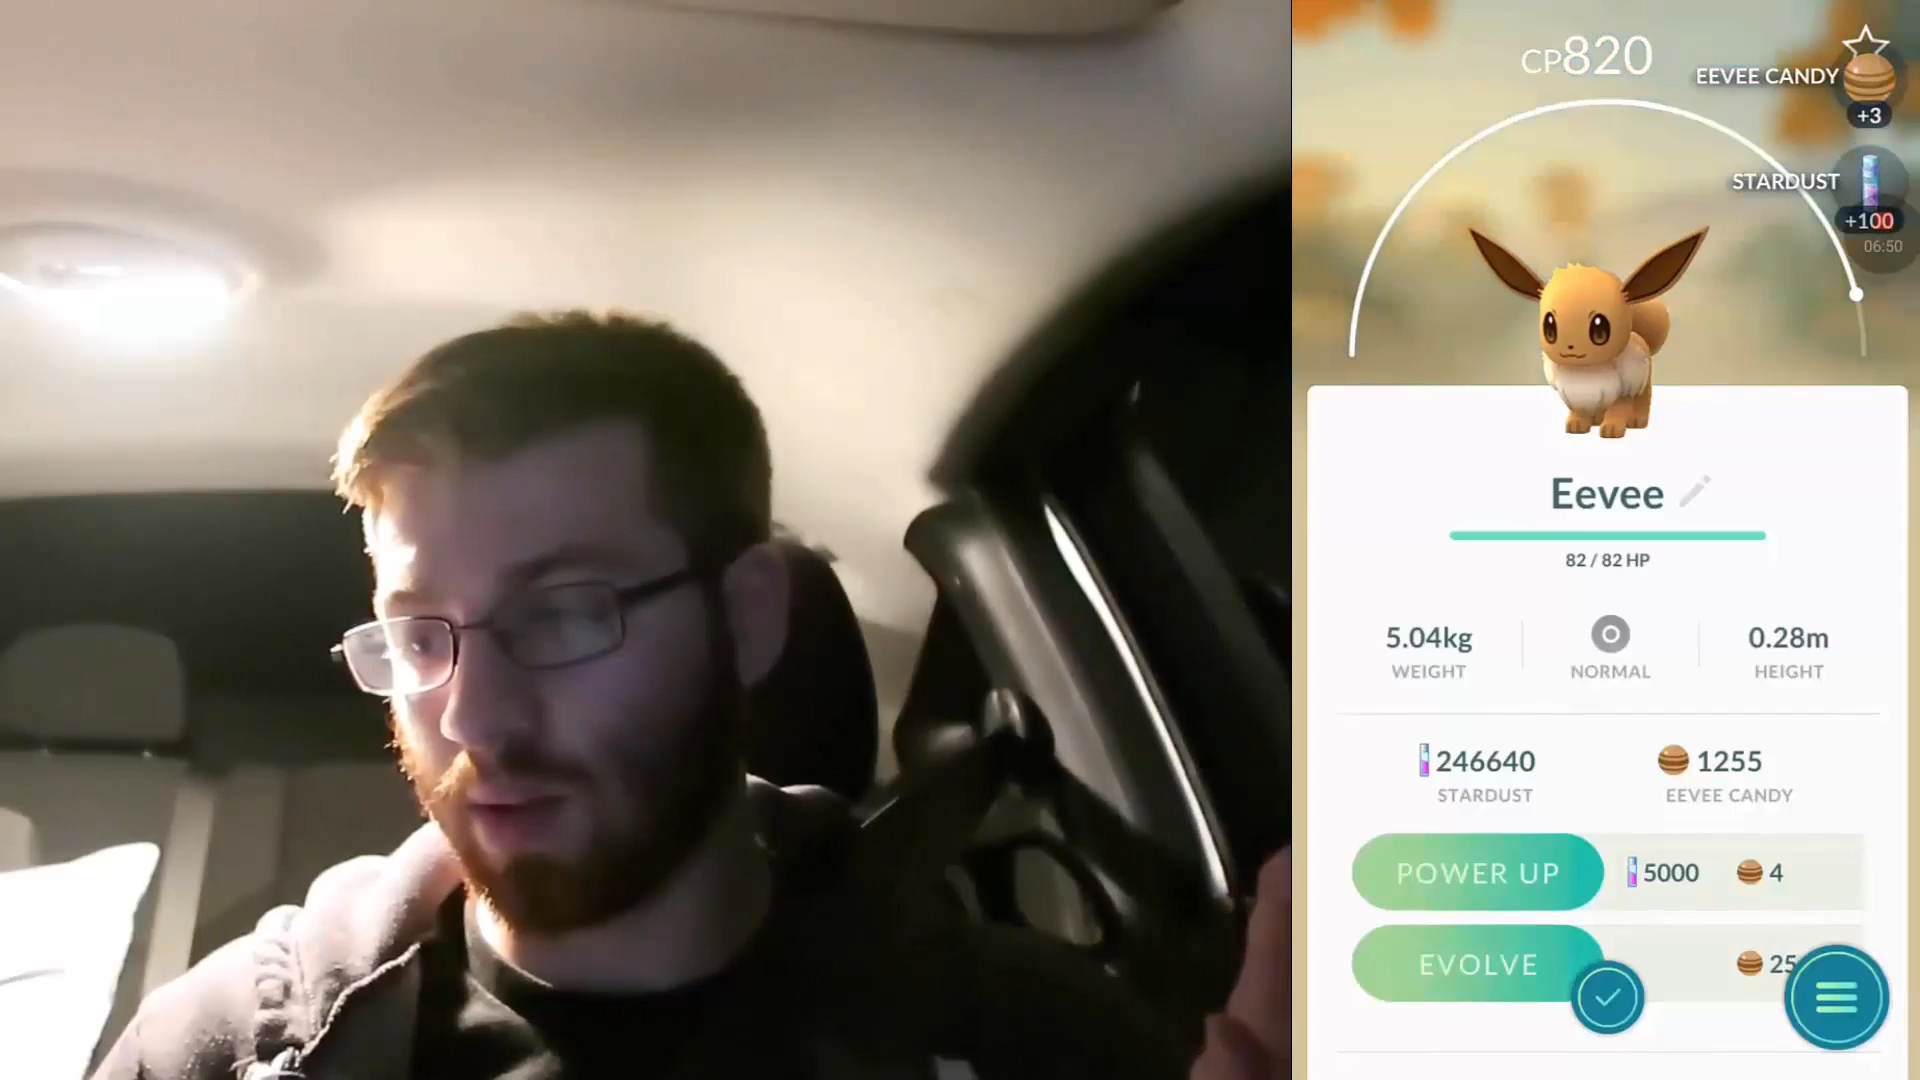 CP820
EEVEE CANDY
+3
STARDUST
+100
06:50
Eevee
82 / 82 HP
5.04kg
WEIGHT
NORMAL
0.28m
HEIGHT
246640
STARDUST
1255
EEVEE CANDY
POWER UP 5000 4
EVOLVE 25